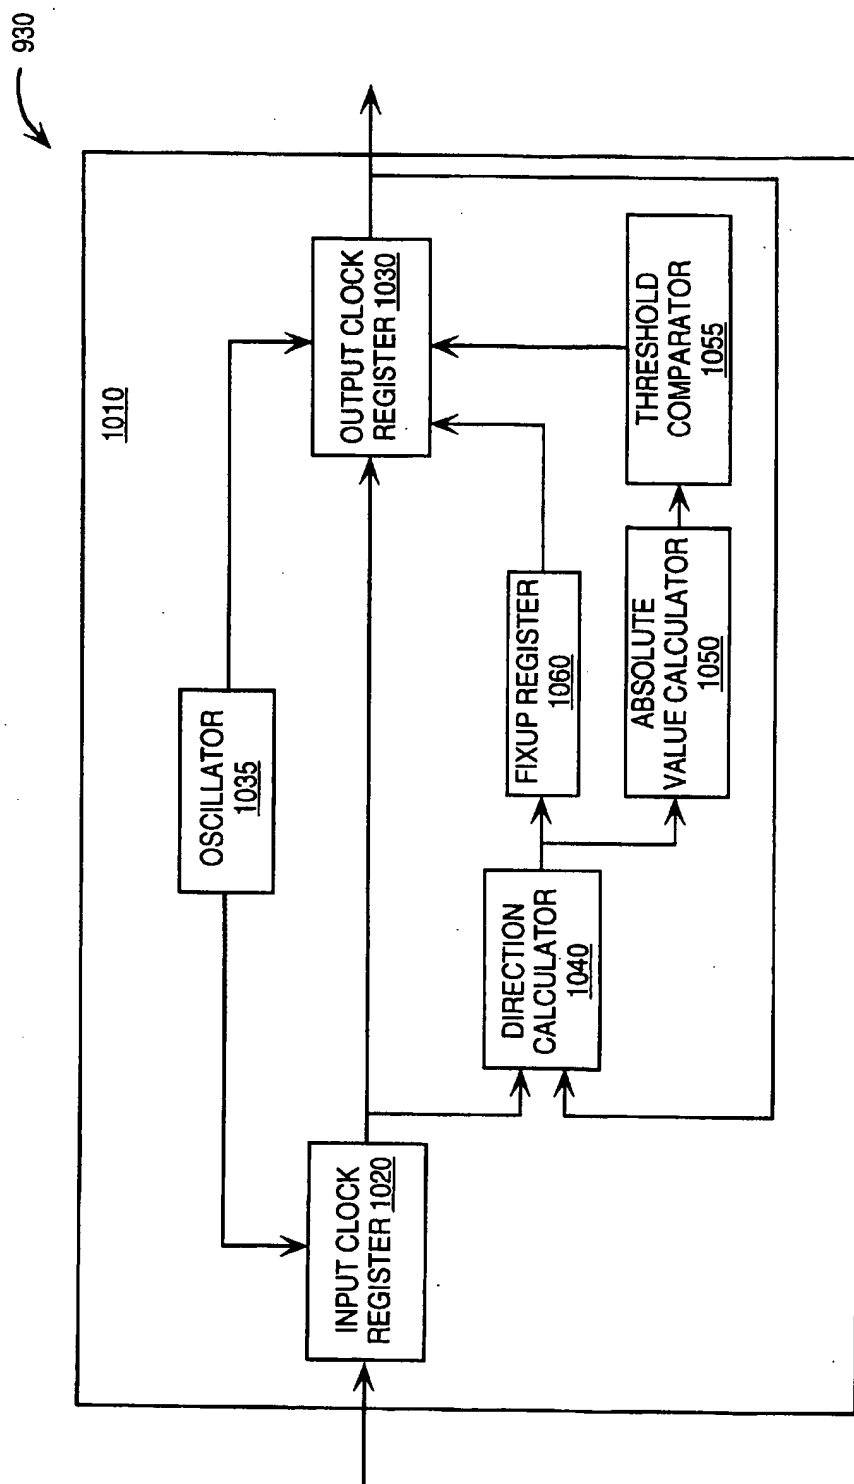 930
1010
OSCILLATOR
1035
INPUT CLOCK
REGISTER 1020
OUTPUT CLOCK
REGISTER 1030
DIRECTION
CALCULATOR
1040
FIXUP REGISTER
1060
ABSOLUTE
VALUE CALCULATOR
1050
THRESHOLD
COMPARATOR
1055